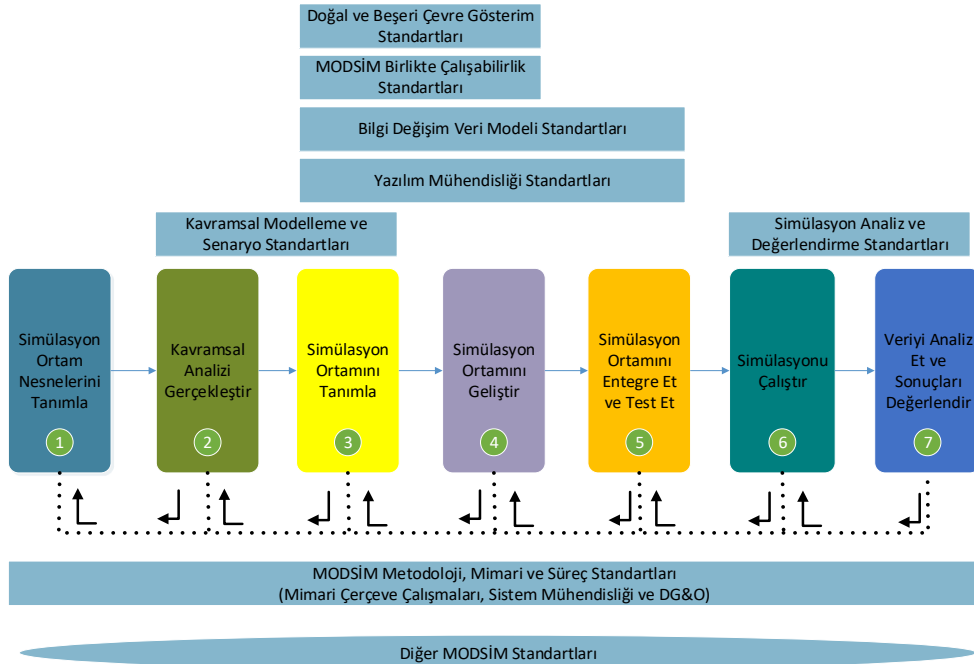 Doğal ve Beşeri Çevre Gösterim
Standartları
MODSİM Birlikte Çalışabilirlik
Standartları
Bilgi Değişim Veri Modeli Standartları
Yazılım Mühendisliği Standartları
Kavramsal Modelleme ve
Senaryo Standartları
Simülasyon Analiz ve
Değerlendirme Standartları
Simülasyon
Ortam
Nesnelerini
Tanımla
1
Kavramsal
Analizi
Gerçekleştir
2
Simülasyon
Ortamını
Tanımla
3
Simülasyon
Ortamını
Geliştir
4
Simülasyon
Ortamını
Entegre Et
ve Test Et
5
Simülasyonu
Çalıştır
6
Veriyi Analiz
Et ve
Sonuçları
Değerlendir
7
MODSİM Metodoloji, Mimari ve Süreç Standartları
(Mimari Çerçeve Çalışmaları, Sistem Mühendisliği ve DG&O)
Diğer MODSİM Standartları